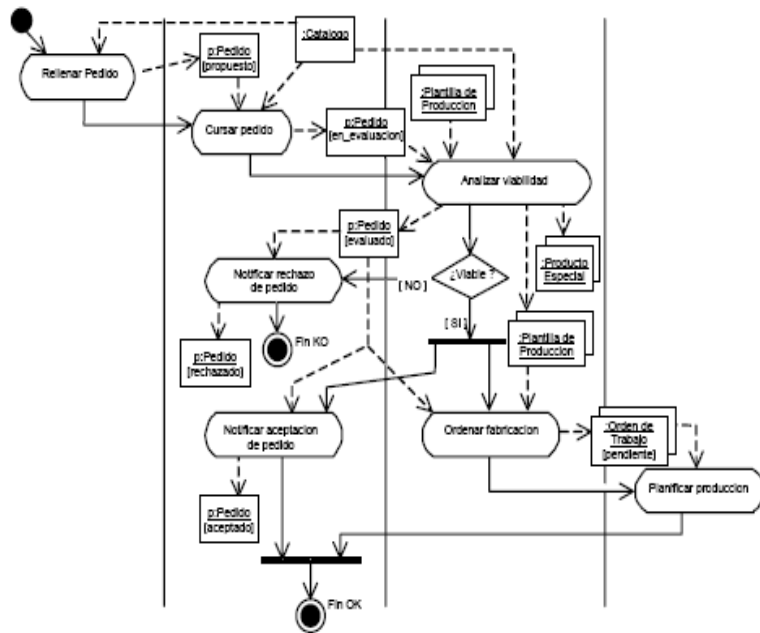 :Catalogo
p:Pedido
[propuesto]
Rellenar Pedido
:Plantilla de
Produccion
Cursar pedido
p:Pedido
[en_evaluacion]
Analizar viabilidad
p:Pedido
[evaluado]
:Producto
Especial
Notificar rechazo
de pedido
¿Viable ?
[ NO ]
[ SI ]
Fin KO
:Plantilla de
Produccion
p:Pedido
[rechazado]
Notificar aceptacion
de pedido
Ordenar fabricacion
:Orden de
Trabajo
[pendiente]
Planificar produccion
p:Pedido
[aceptado]
Fin OK